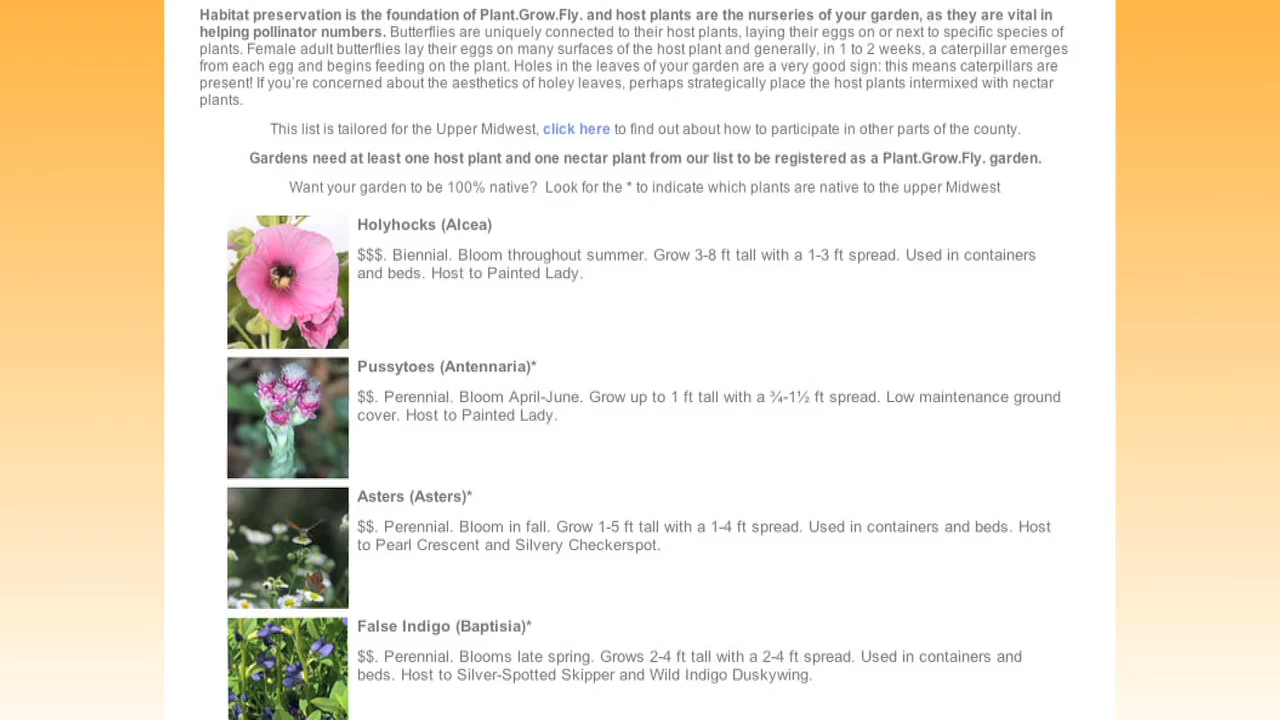 Habitat preservation is the foundation of Plant.Grow.Fly. and host plants are the nurseries of your garden, as they are vital in
helping pollinator numbers. Butterflies are uniquely connected to their host plants, laying their eggs on or next to specific species of
plants. Female adult butterflies lay their eggs on many surfaces of the host plant and generally, in 1 to 2 weeks, a caterpillar emerges
from each egg and begins feeding on the plant. Holes in the leaves of your garden are a very good sign: this means caterpillars are
present! If you’re concerned about the aesthetics of holey leaves, perhaps strategically place the host plants intermixed with nectar
plants.
This list is tailored for the Upper Midwest, click here to find out about how to participate in other parts of the county.
Gardens need at least one host plant and one nectar plant from our list to be registered as a Plant.Grow.Fly. garden.
Want your garden to be 100% native?  Look for the * to indicate which plants are native to the upper Midwest
Holyhocks (Alcea)
$$$. Biennial. Bloom throughout summer. Grow 3-8 ft tall with a 1-3 ft spread. Used in containers
and beds. Host to Painted Lady.
Pussytoes (Antennaria)*
$$. Perennial. Bloom April-June. Grow up to 1 ft tall with a ¾-1½ ft spread. Low maintenance ground
cover. Host to Painted Lady.
Asters (Asters)*
$$. Perennial. Bloom in fall. Grow 1-5 ft tall with a 1-4 ft spread. Used in containers and beds. Host
to Pearl Crescent and Silvery Checkerspot.
False Indigo (Baptisia)*
$$. Perennial. Blooms late spring. Grows 2-4 ft tall with a 2-4 ft spread. Used in containers and
beds. Host to Silver-Spotted Skipper and Wild Indigo Duskywing.